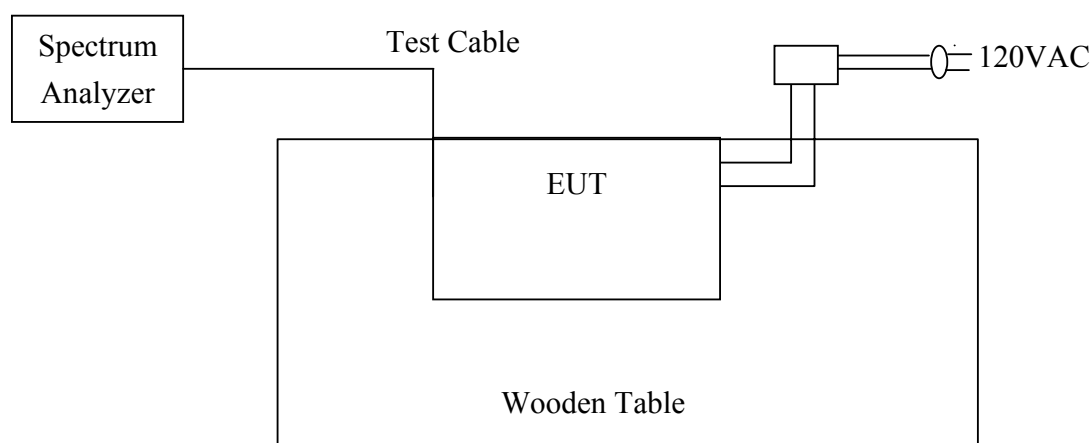 Spectrum
Analyzer
Test Cable
120VAC
EUT
Wooden Table